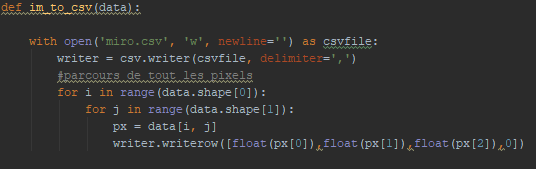 def im_to_csv(data):
with open('miro.csv', 'w', newline='') as csvfile:
writer = csv.writer(csvfile, delimiter=',')
#parcours de tout les pixels
for i in range(data.shape[0]):
for j in range(data.shape[1]):
px = data[i, j]
writer.writerow([float(px[0]),float(px[1]),float(px[2]),0])